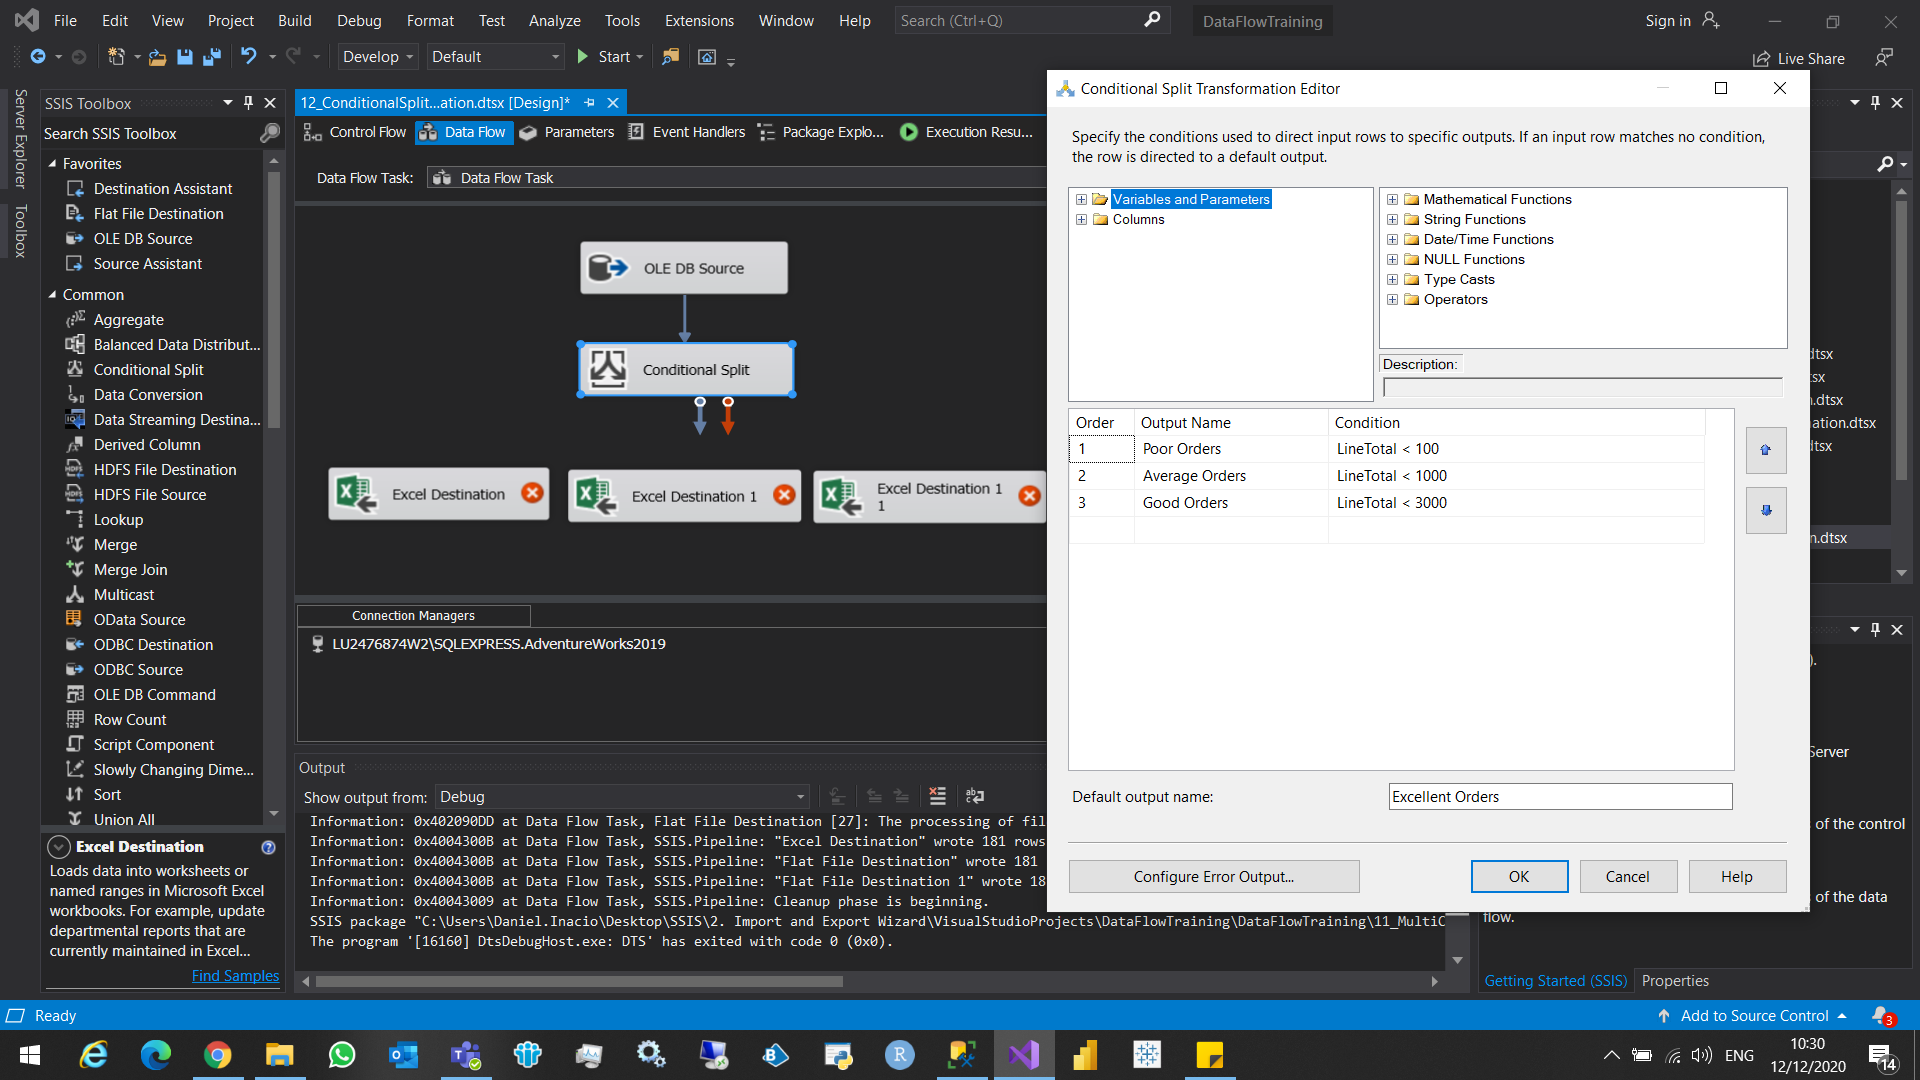 File Edit View Project Build Debug Format Test Analyze Tools Extensions Window Help Search (Ctrl+Q) DataFlowTraining Sign in
Develop Default Start Live Share
Server Explorer
Toolbox
SSIS Toolbox
Search SSIS Toolbox
Favorites
Destination Assistant
Flat File Destination
OLE DB Source
Source Assistant
Common
Aggregate
Balanced Data Distribut...
Conditional Split
Data Conversion
Data Streaming Destina...
Derived Column
HDFS File Destination
HDFS File Source
Lookup
Merge
Merge Join
Multicast
OData Source
ODBC Destination
ODBC Source
OLE DB Command
Row Count
Script Component
Slowly Changing Dime...
Sort
Union All
Excel Destination
Loads data into worksheets or
named ranges in Microsoft Excel
workbooks. For example, update
departmental reports that are
currently maintained in Excel...
Find Samples
12_ConditionalSplit...ation.dtsx [Design]*
Control Flow Data Flow Parameters Event Handlers Package Explo... Execution Resu...
Data Flow Task: Data Flow Task
OLE DB Source
Conditional Split
Excel Destination
Excel Destination 1
Excel Destination 1
1
Connection Managers
LU2476874W2\SQLEXPRESS.AdventureWorks2019
Output
Show output from: Debug
Information: 0x402090DD at Data Flow Task, Flat File Destination [27]: The processing of fil
Information: 0x4004300B at Data Flow Task, SSIS.Pipeline: "Excel Destination" wrote 181 rows
Information: 0x4004300B at Data Flow Task, SSIS.Pipeline: "Flat File Destination" wrote 181
Information: 0x4004300B at Data Flow Task, SSIS.Pipeline: "Flat File Destination 1" wrote 18
Information: 0x40043009 at Data Flow Task, SSIS.Pipeline: Cleanup phase is beginning.
SSIS package "C:\Users\Daniel.Inacio\Desktop\SSIS\2. Import and Export Wizard\VisualStudioProjects\DataFlowTraining\DataFlowTraining\11_MultiC
The program '[16160] DtsDebugHost.exe: DTS' has exited with code 0 (0x0).
Conditional Split Transformation Editor
Specify the conditions used to direct input rows to specific outputs. If an input row matches no condition,
the row is directed to a default output.
Variables and Parameters
Columns
Mathematical Functions
String Functions
Date/Time Functions
NULL Functions
Type Casts
Operators
Description:
Order Output Name Condition
1 Poor Orders LineTotal < 100
2 Average Orders LineTotal < 1000
3 Good Orders LineTotal < 3000
Default output name: Excellent Orders
Configure Error Output... OK Cancel Help
dtsx
sx
n.dtsx
ation.dtsx
dtsx
n.dtsx
).
Server
s of the control
s of the data
flow.
Getting Started (SSIS) Properties
Ready Add to Source Control 3
ENG
10:30
12/12/2020
14